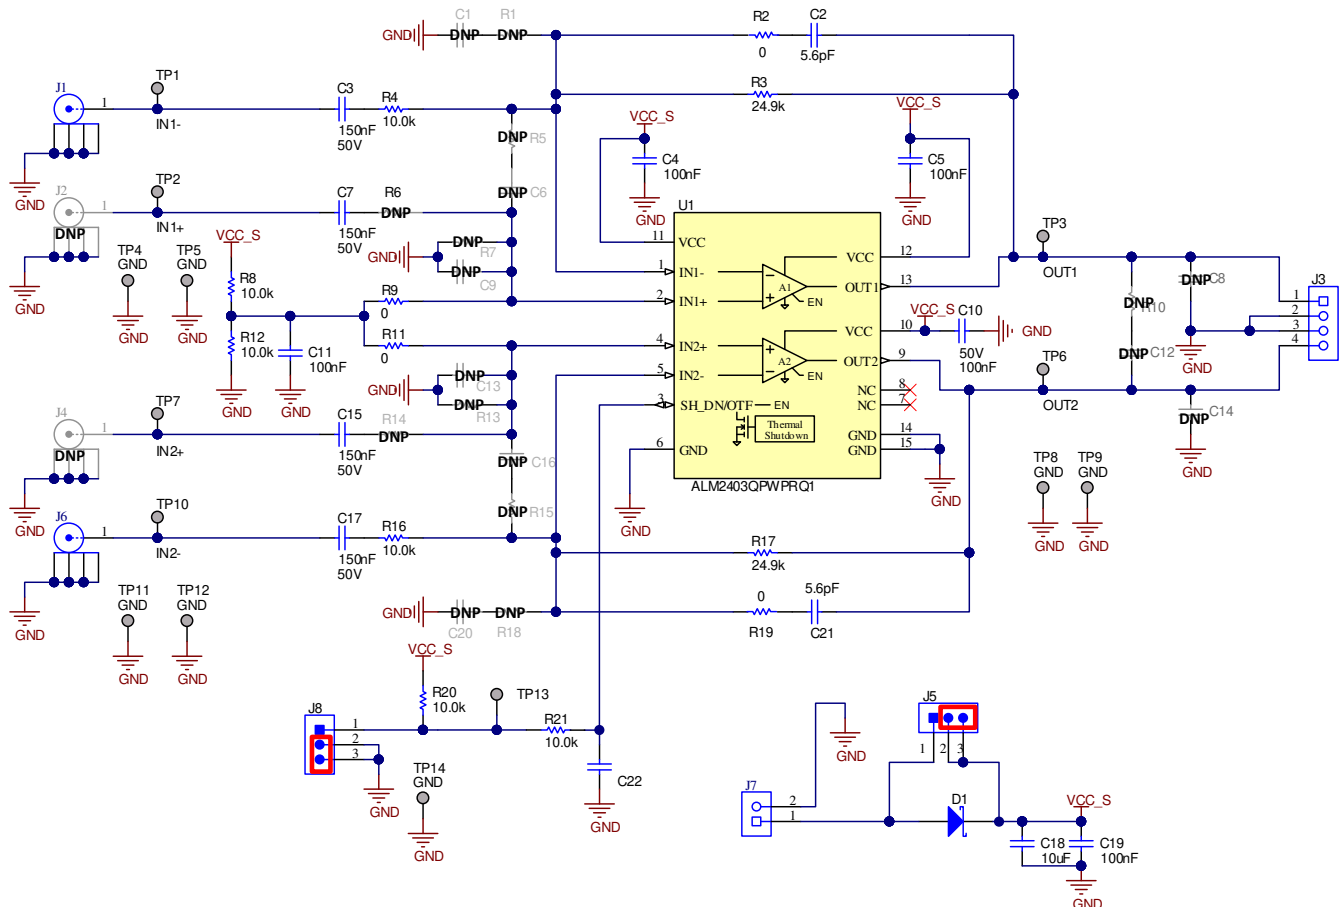 GND
C1
DNP
R1
DNP
R2
0
C2
5.6pF
R3
24.9k
J1
1
TP1
IN1-
C3
150nF
50V
R4
10.0k
GND
DNP
R5
DNP
C6
J2
1
DNP
TP2
IN1+
C7
150nF
50V
R6
DNP
GND
TP4
GND
GND
TP5
GND
GND
VCC_S
R8
10.0k
R12
10.0k
GND
C11
100nF
GND
GND
DNP
R7
DNP
C9
R9
0
R11
0
GND
DNP
C13
DNP
R13
VCC_S
C4
100nF
GND
VCC_S
C5
100nF
GND
U1
11
VCC
1
IN1-
2
IN1+
4
IN2+
5
IN2-
3
SH_DN/OTF
EN
6
GND
A1
EN
A2
EN
Thermal
Shutdown
VCC
12
OUT1
13
VCC
10
OUT2
9
NC
8
NC
7
GND
14
GND
15
ALM2403QPWPRQ1
GND
GND
VCC_S
C10
50V
100nF
GND
TP3
OUT1
DNP
R10
DNP
C12
DNP
C8
GND
J3
1
2
3
4
TP6
OUT2
DNP
C14
GND
TP8
GND
GND
TP9
GND
GND
J4
1
DNP
TP7
IN2+
C15
150nF
50V
R14
DNP
GND
DNP
C16
DNP
R15
J6
1
TP10
IN2-
C17
150nF
50V
R16
10.0k
GND
TP11
GND
GND
TP12
GND
GND
R17
24.9k
GND
DNP
C20
DNP
R18
0
R19
5.6pF
C21
VCC_S
R20
10.0k
TP13
R21
10.0k
C22
GND
J8
1
2
3
GND
TP14
GND
GND
J5
1
2
3
GND
J7
2
1
D1
VCC_S
C18
10uF
C19
100nF
GND